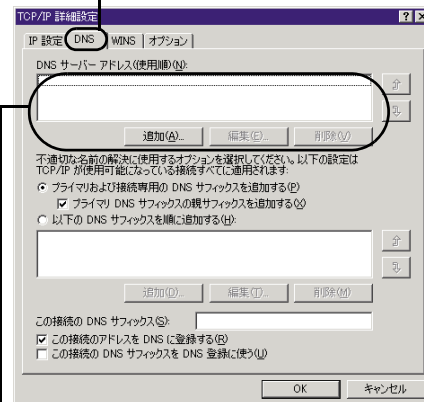 TCP/IP 詳細設定
IP 設定 DNS WINS オプション
DNS サーバー アドレス(使用順)(N):
追加(A)... 編集(E)... 削除(V)
不適切な名前の解決に使用するオプションを選択してください。以下の設定は
TCP/IP が使用可能になっている接続すべてに適用されます:
プライマリおよび接続専用の DNS サフィックスを追加する(P)
プライマリ DNS サフィックスの親サフィックスを追加する(X)
以下の DNS サフィックスを順に追加する(H):
追加(D)... 編集(T)... 削除(M)
この接続の DNS サフィックス(S):
この接続のアドレスを DNS に登録する(R)
この接続の DNS サフィックスを DNS 登録に使う(U)
OK キャンセル